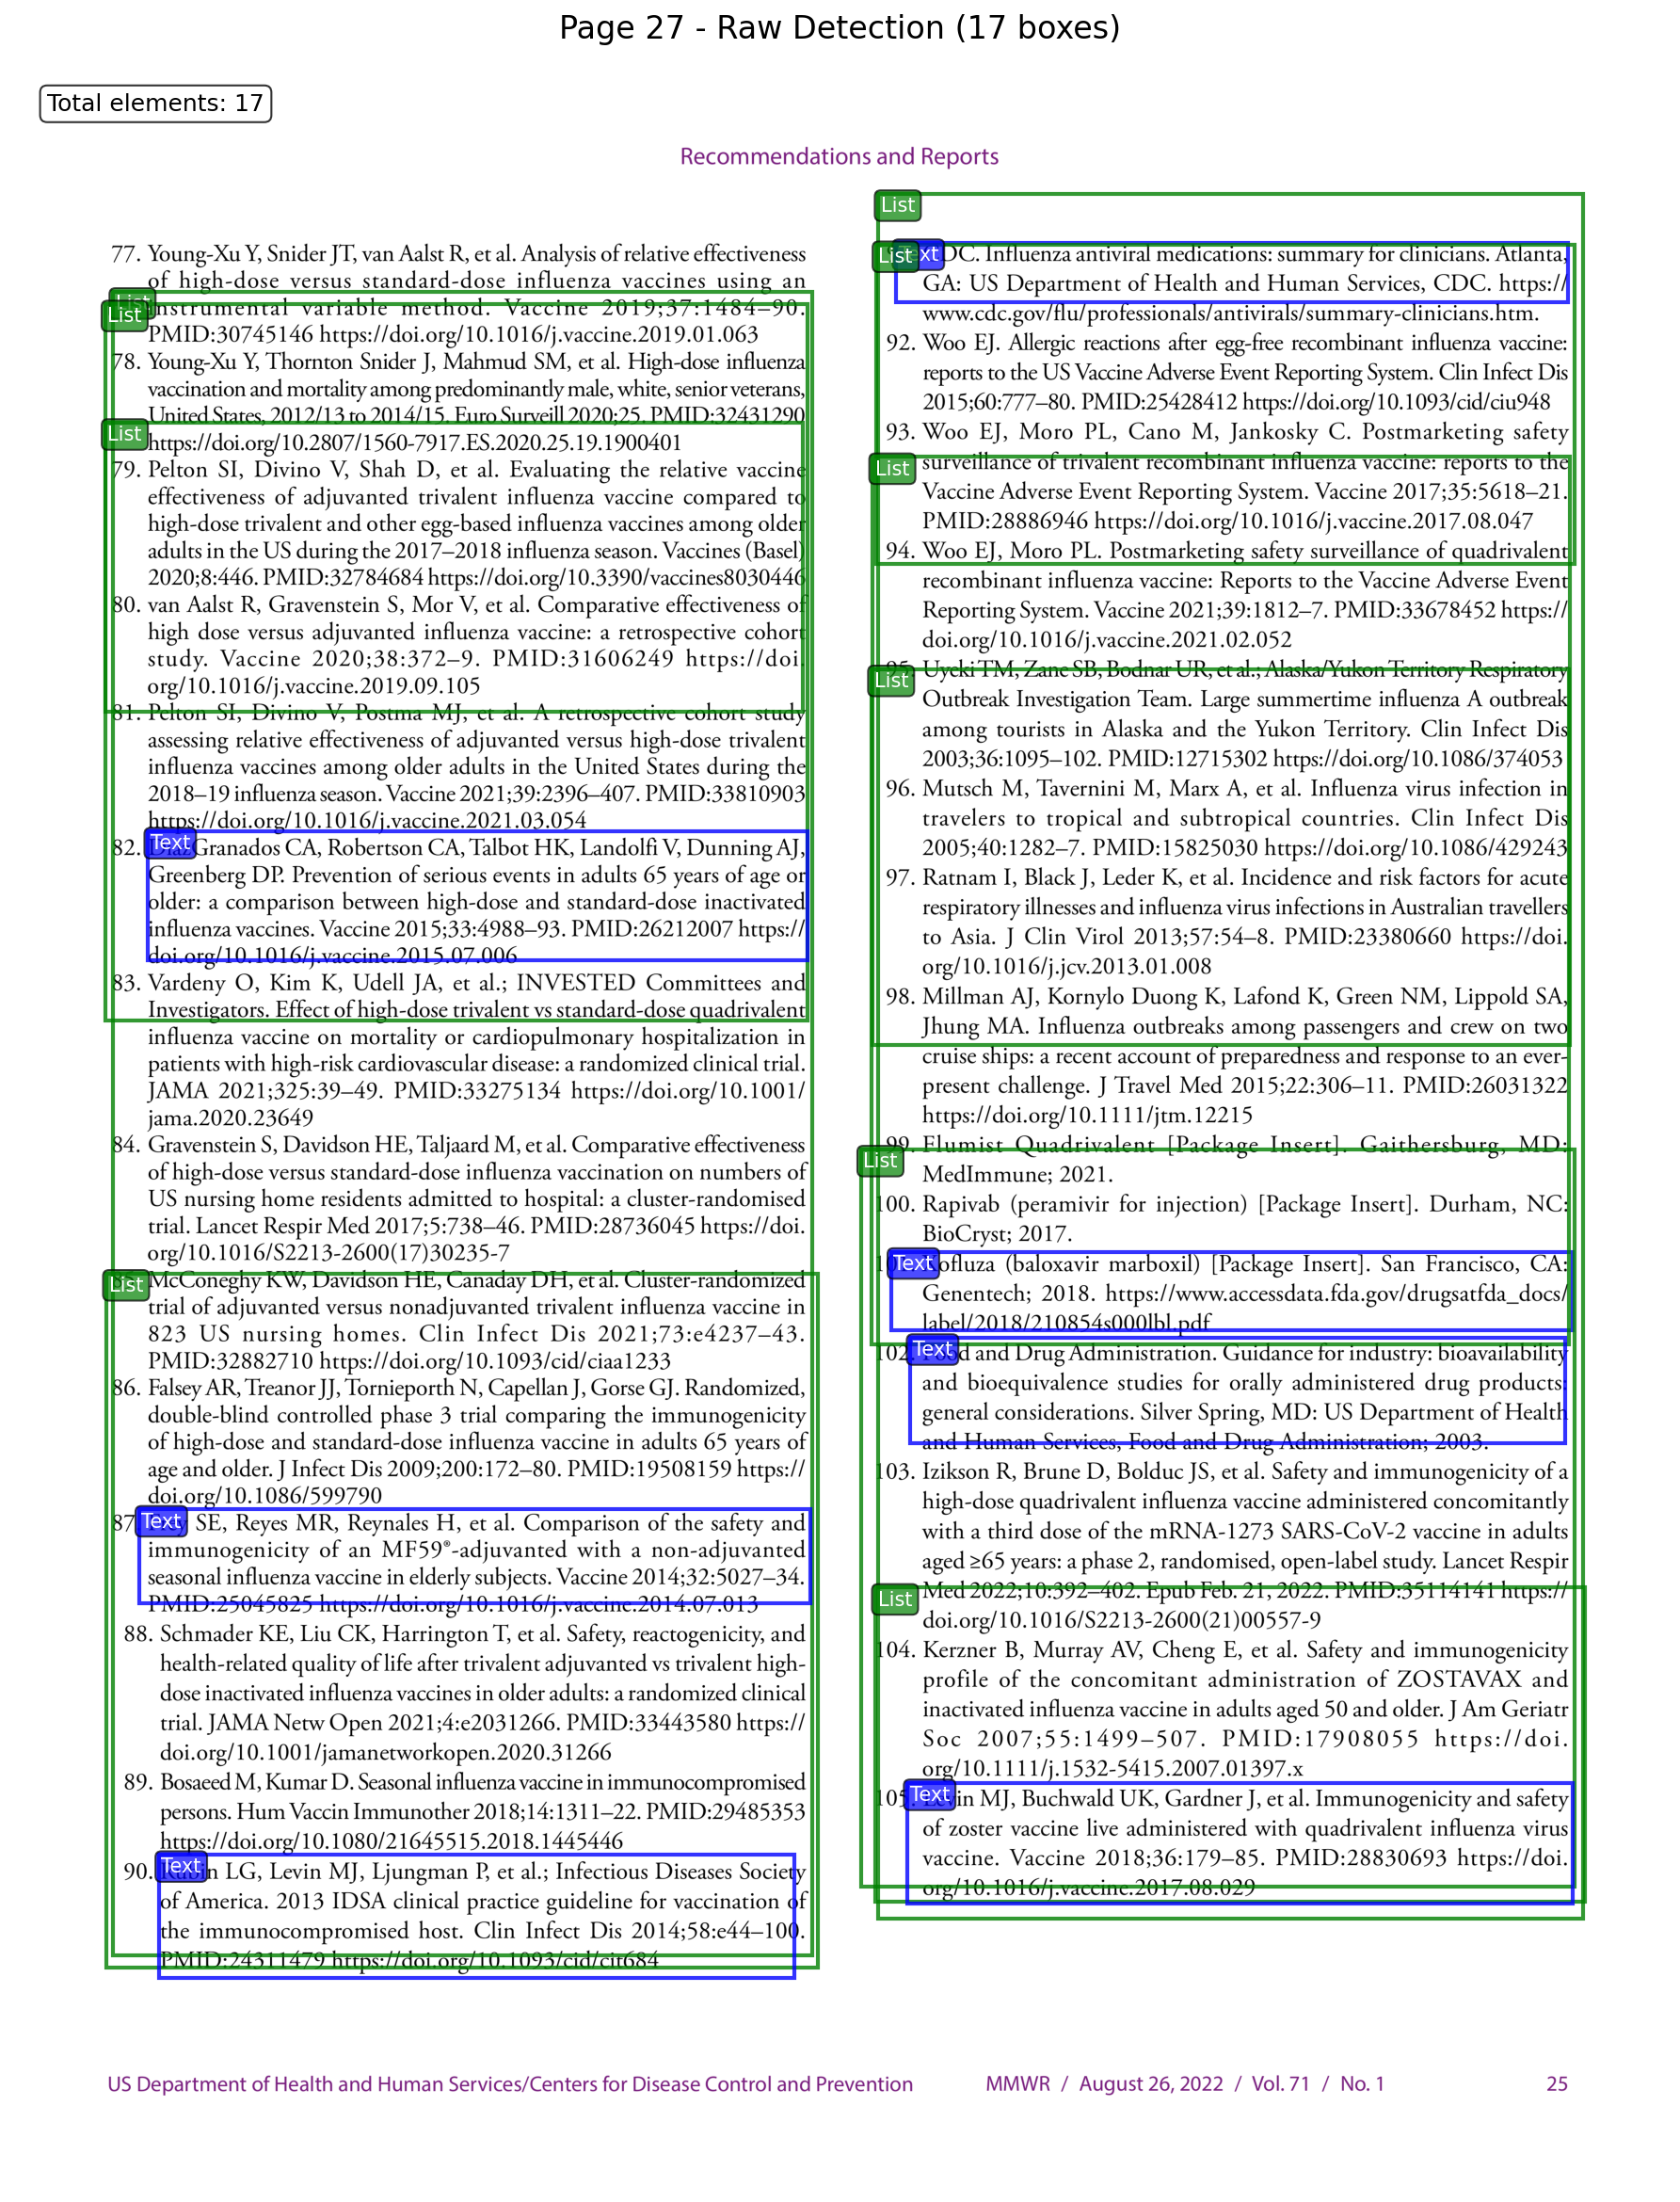 Page 27 - Raw Detection (17 boxes)
Total elements: 17
Recommendations and Reports
77. Young-Xu Y, Snider JT, van Aalst R, et al. Analysis of relative effectiveness
of high-dose versus standard-dose influenza vaccines using an
List
List instrumental variable method. Vaccine 2019;37:1484–90.
PMID:30745146 https://doi.org/10.1016/j.vaccine.2019.01.063
78. Young-Xu Y, Thornton Snider J, Mahmud SM, et al. High-dose influenza
vaccination and mortality among predominantly male, white, senior veterans,
United States, 2012/13 to 2014/15. Euro Surveill 2020;25. PMID:32431290
List https://doi.org/10.2807/1560-7917.ES.2020.25.19.1900401
79. Pelton SI, Divino V, Shah D, et al. Evaluating the relative vaccine
effectiveness of adjuvanted trivalent influenza vaccine compared to
high-dose trivalent and other egg-based influenza vaccines among older
adults in the US during the 2017–2018 influenza season. Vaccines (Basel)
2020;8:446. PMID:32784684 https://doi.org/10.3390/vaccines8030446
80. van Aalst R, Gravenstein S, Mor V, et al. Comparative effectiveness of
high dose versus adjuvanted influenza vaccine: a retrospective cohort
study. Vaccine 2020;38:372–9. PMID:31606249 https://doi.
org/10.1016/j.vaccine.2019.09.105
81. Pelton SI, Divino V, Postma MJ, et al. A retrospective cohort study
assessing relative effectiveness of adjuvanted versus high-dose trivalent
influenza vaccines among older adults in the United States during the
2018–19 influenza season. Vaccine 2021;39:2396–407. PMID:33810903
https://doi.org/10.1016/j.vaccine.2021.03.054
82. Text DiazGranados CA, Robertson CA, Talbot HK, Landolfi V, Dunning AJ,
Greenberg DP. Prevention of serious events in adults 65 years of age or
older: a comparison between high-dose and standard-dose inactivated
influenza vaccines. Vaccine 2015;33:4988–93. PMID:26212007 https://
doi.org/10.1016/j.vaccine.2015.07.006
83. Vardeny O, Kim K, Udell JA, et al.; INVESTED Committees and
Investigators. Effect of high-dose trivalent vs standard-dose quadrivalent
influenza vaccine on mortality or cardiopulmonary hospitalization in
patients with high-risk cardiovascular disease: a randomized clinical trial.
JAMA 2021;325:39–49. PMID:33275134 https://doi.org/10.1001/
jama.2020.23649
84. Gravenstein S, Davidson HE, Taljaard M, et al. Comparative effectiveness
of high-dose versus standard-dose influenza vaccination on numbers of
US nursing home residents admitted to hospital: a cluster-randomised
trial. Lancet Respir Med 2017;5:738–46. PMID:28736045 https://doi.
org/10.1016/S2213-2600(17)30235-7
List 85. McConeghy KW, Davidson HE, Canaday DH, et al. Cluster-randomized
trial of adjuvanted versus nonadjuvanted trivalent influenza vaccine in
823 US nursing homes. Clin Infect Dis 2021;73:e4237–43.
PMID:32882710 https://doi.org/10.1093/cid/ciaa1233
86. Falsey AR, Treanor JJ, Tornieporth N, Capellan J, Gorse GJ. Randomized,
double-blind controlled phase 3 trial comparing the immunogenicity
of high-dose and standard-dose influenza vaccine in adults 65 years of
age and older. J Infect Dis 2009;200:172–80. PMID:19508159 https://
doi.org/10.1086/599790
87 Text SE, Reyes MR, Reynales H, et al. Comparison of the safety and
immunogenicity of an MF59®-adjuvanted with a non-adjuvanted
seasonal influenza vaccine in elderly subjects. Vaccine 2014;32:5027–34.
PMID:25045825 https://doi.org/10.1016/j.vaccine.2014.07.013
88. Schmader KE, Liu CK, Harrington T, et al. Safety, reactogenicity, and
health-related quality of life after trivalent adjuvanted vs trivalent high-
dose inactivated influenza vaccines in older adults: a randomized clinical
trial. JAMA Netw Open 2021;4:e2031266. PMID:33443580 https://
doi.org/10.1001/jamanetworkopen.2020.31266
89. Bosaeed M, Kumar D. Seasonal influenza vaccine in immunocompromised
persons. Hum Vaccin Immunother 2018;14:1311–22. PMID:29485353
https://doi.org/10.1080/21645515.2018.1445446
90. Text Rubin LG, Levin MJ, Ljungman P, et al.; Infectious Diseases Society
of America. 2013 IDSA clinical practice guideline for vaccination of
the immunocompromised host. Clin Infect Dis 2014;58:e44–100.
PMID:24311479 https://doi.org/10.1093/cid/cit684
List
List Text CDC. Influenza antiviral medications: summary for clinicians. Atlanta,
GA: US Department of Health and Human Services, CDC. https://
www.cdc.gov/flu/professionals/antivirals/summary-clinicians.htm.
92. Woo EJ. Allergic reactions after egg-free recombinant influenza vaccine:
reports to the US Vaccine Adverse Event Reporting System. Clin Infect Dis
2015;60:777–80. PMID:25428412 https://doi.org/10.1093/cid/ciu948
93. Woo EJ, Moro PL, Cano M, Jankosky C. Postmarketing safety
List surveillance of trivalent recombinant influenza vaccine: reports to the
Vaccine Adverse Event Reporting System. Vaccine 2017;35:5618–21.
PMID:28886946 https://doi.org/10.1016/j.vaccine.2017.08.047
94. Woo EJ, Moro PL. Postmarketing safety surveillance of quadrivalent
recombinant influenza vaccine: Reports to the Vaccine Adverse Event
Reporting System. Vaccine 2021;39:1812–7. PMID:33678452 https://
doi.org/10.1016/j.vaccine.2021.02.052
List 95. Uyeki TM, Zane SB, Bodnar UR, et al.; Alaska/Yukon Territory Respiratory
Outbreak Investigation Team. Large summertime influenza A outbreak
among tourists in Alaska and the Yukon Territory. Clin Infect Dis
2003;36:1095–102. PMID:12715302 https://doi.org/10.1086/374053
96. Mutsch M, Tavernini M, Marx A, et al. Influenza virus infection in
travelers to tropical and subtropical countries. Clin Infect Dis
2005;40:1282–7. PMID:15825030 https://doi.org/10.1086/429243
97. Ratnam I, Black J, Leder K, et al. Incidence and risk factors for acute
respiratory illnesses and influenza virus infections in Australian travellers
to Asia. J Clin Virol 2013;57:54–8. PMID:23380660 https://doi.
org/10.1016/j.jcv.2013.01.008
98. Millman AJ, Kornylo Duong K, Lafond K, Green NM, Lippold SA,
Jhung MA. Influenza outbreaks among passengers and crew on two
cruise ships: a recent account of preparedness and response to an ever-
present challenge. J Travel Med 2015;22:306–11. PMID:26031322
https://doi.org/10.1111/jtm.12215
99. Flumist Quadrivalent [Package Insert]. Gaithersburg, MD:
List MedImmune; 2021.
100. Rapivab (peramivir for injection) [Package Insert]. Durham, NC:
BioCryst; 2017.
Text Xofluza (baloxavir marboxil) [Package Insert]. San Francisco, CA:
Genentech; 2018. https://www.accessdata.fda.gov/drugsatfda_docs/
label/2018/210854s000lbl.pdf
102. Text Food and Drug Administration. Guidance for industry: bioavailability
and bioequivalence studies for orally administered drug products:
general considerations. Silver Spring, MD: US Department of Health
and Human Services, Food and Drug Administration; 2003.
103. Izikson R, Brune D, Bolduc JS, et al. Safety and immunogenicity of a
high-dose quadrivalent influenza vaccine administered concomitantly
with a third dose of the mRNA-1273 SARS-CoV-2 vaccine in adults
aged ≥65 years: a phase 2, randomised, open-label study. Lancet Respir
List Med 2022;10:392–402. Epub Feb. 21, 2022. PMID:35114141 https://
doi.org/10.1016/S2213-2600(21)00557-9
104. Kerzner B, Murray AV, Cheng E, et al. Safety and immunogenicity
profile of the concomitant administration of ZOSTAVAX and
inactivated influenza vaccine in adults aged 50 and older. J Am Geriatr
Soc 2007;55:1499–507. PMID:17908055 https://doi.
org/10.1111/j.1532-5415.2007.01397.x
105. Text Levin MJ, Buchwald UK, Gardner J, et al. Immunogenicity and safety
of zoster vaccine live administered with quadrivalent influenza virus
vaccine. Vaccine 2018;36:179–85. PMID:28830693 https://doi.
org/10.1016/j.vaccine.2017.08.029
US Department of Health and Human Services/Centers for Disease Control and Prevention MMWR / August 26, 2022 / Vol. 71 / No. 1 25